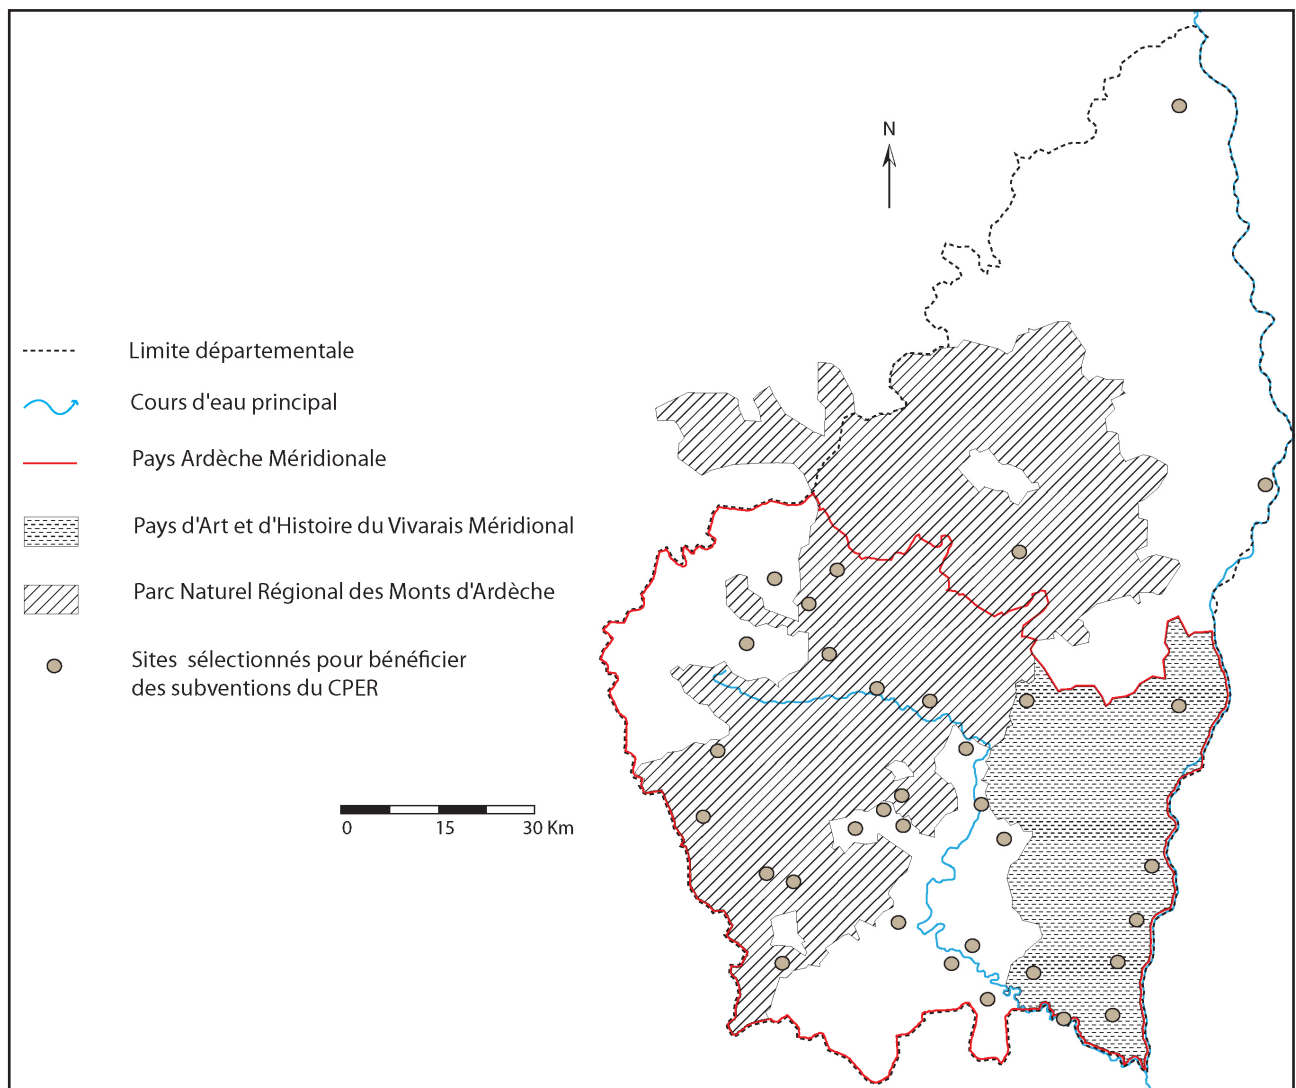 N
Limite départementale
Cours d'eau principal
Pays Ardèche Méridionale
Pays d'Art et d'Histoire du Vivarais Méridional
Parc Naturel Régional des Monts d'Ardèche
Sites sélectionnés pour bénéficier
des subventions du CPER
0 15 30 Km